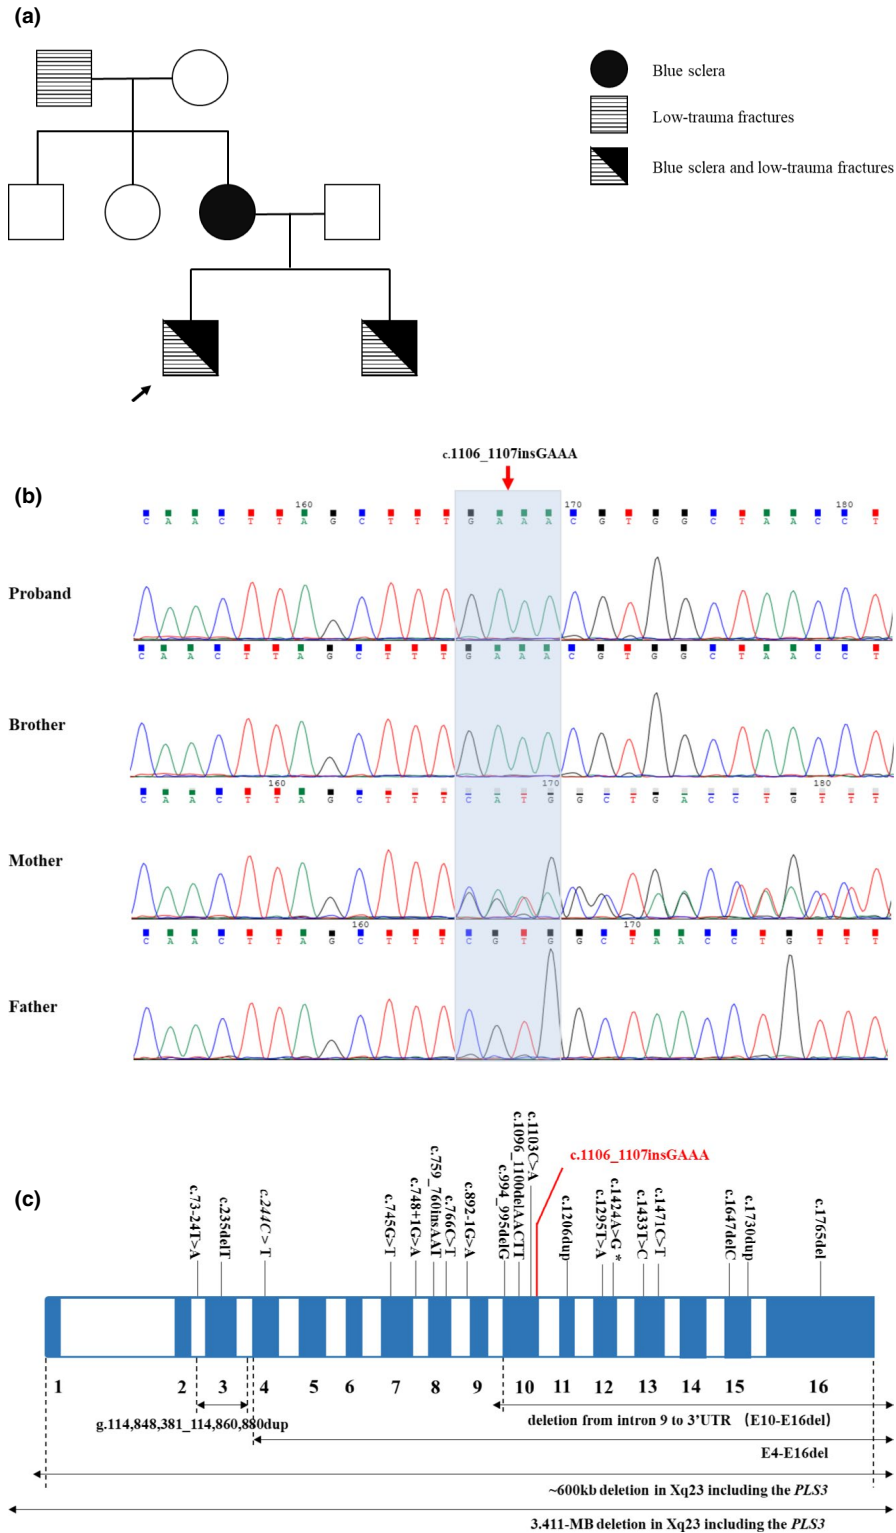 (a)
Blue sclera
Low-trauma fractures
Blue sclera and low-trauma fractures
c.1106_1107insGAAA
(b)
160 170 180
C A A C T T A G C T T T G A A A C G T G G C T A A C C T
Proband
C A A C T T A G C T T T G A A A C G T G G C T A A C C T
Brother
160 170 180
C A A C T T A G C T T T C A T G G C T G A C C T G T T T
Mother
160 170
C A A C T T A G C T T T C G T G G C T A A C C T G T T T
Father
(c)
c.73-24T>A
c.235delT
c.244C>T
c.745G>T
c.748+1G>A
c.759_760insAAT
c.766C>T
c.892-1G>A
c.994_995delG
c.1096_1100delAACTT
c.1103C>A
c.1106_1107insGAAA
c.1206dup
c.1295T>A
c.1424A>G *
c.1433T>C
c.1471C>T
c.1647delC
c.1730dup
c.1765del
1 2 3 4 5 6 7 8 9 10 11 12 13 14 15 16
deletion from intron 9 to 3'UTR (E10-E16del)
g.114,848,381_114,860,880dup
E4-E16del
~600kb deletion in Xq23 including the PLS3
3.411-MB deletion in Xq23 including the PLS3